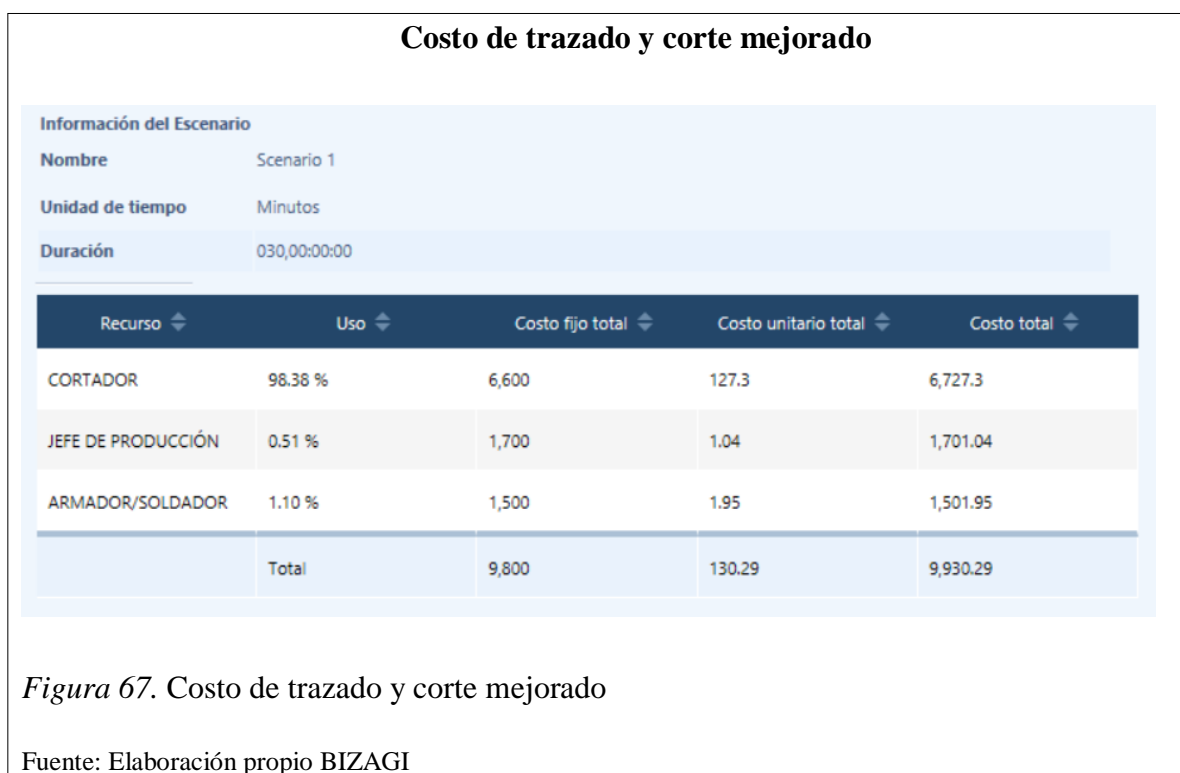 Costo de trazado y corte mejorado
Información del Escenario
Nombre Scenario 1
Unidad de tiempo Minutos
Duración 030,00:00:00
Recurso Uso Costo fijo total Costo unitario total Costo total
CORTADOR 98.38 % 6,600 127.3 6,727.3
JEFE DE PRODUCCIÓN 0.51 % 1,700 1.04 1,701.04
ARMADOR/SOLDADOR 1.10 % 1,500 1.95 1,501.95
Total 9,800 130.29 9,930.29
Figura 67. Costo de trazado y corte mejorado
Fuente: Elaboración propio BIZAGI